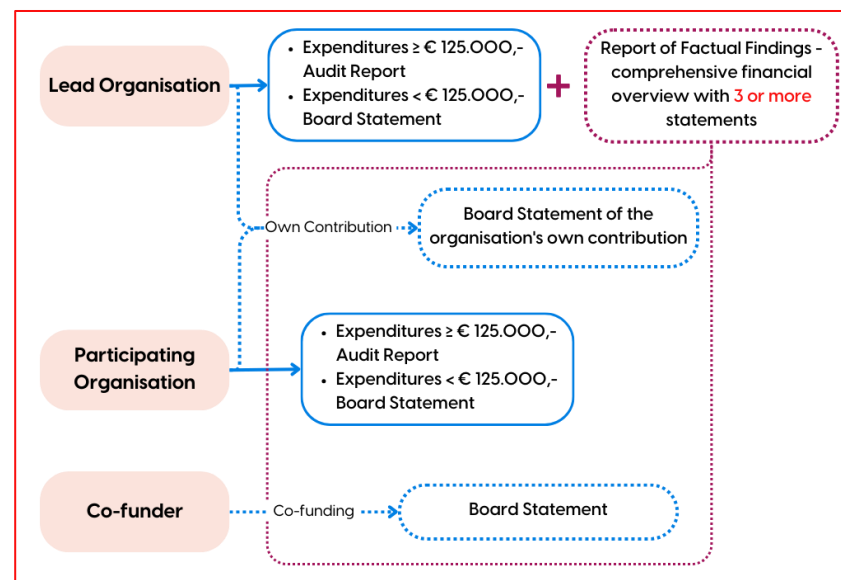 Lead Organisation
• Expenditures ≥ € 125.000,-
Audit Report
• Expenditures < € 125.000,-
Board Statement
+
Report of Factual Findings -
comprehensive financial
overview with 3 or more
statements
Own Contribution
Board Statement of the
organisation's own contribution
Participating
Organisation
• Expenditures ≥ € 125.000,-
Audit Report
• Expenditures < € 125.000,-
Board Statement
Co-funder
Co-funding
Board Statement